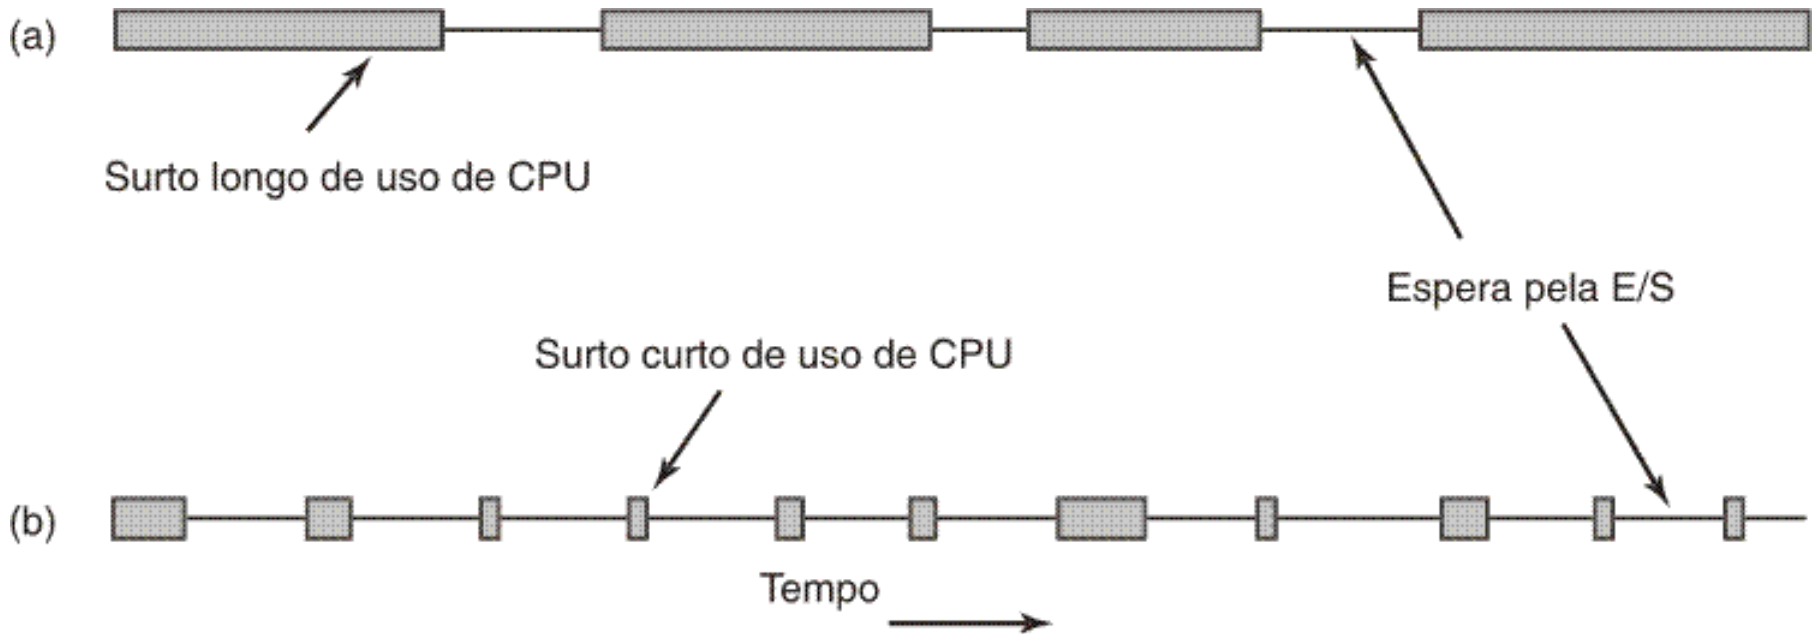 (a)
Surto longo de uso de CPU
Espera pela E/S
Surto curto de uso de CPU
(b)
Tempo